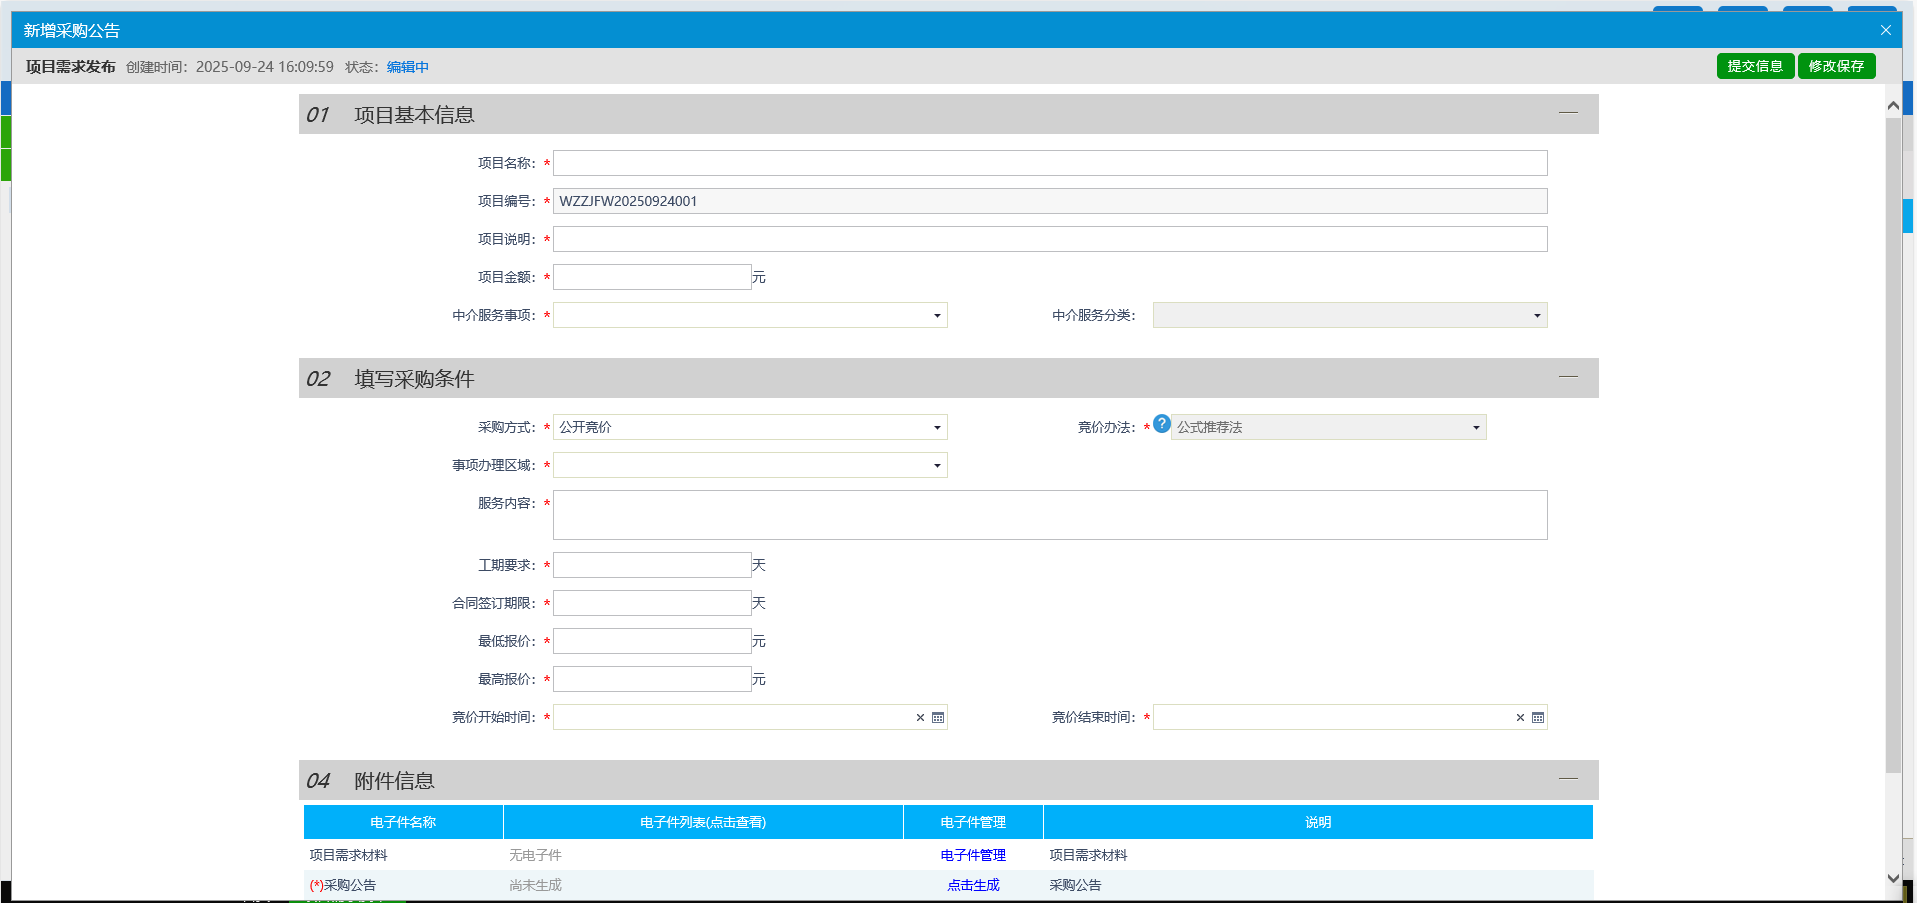 新增采购公告
项目需求发布 创建时间：2025-09-24 16:09:59 状态：编辑中 提交信息 修改保存
01 项目基本信息
项目名称：*
项目编号：* WZZJFW20250924001
项目说明：*
项目金额：* 元
中介服务事项：* 中介服务分类：
02 填写采购条件
采购方式：* 公开竞价 竞价办法：* ? 公式推荐法
事项办理区域：*
服务内容：*
工期要求：* 天
合同签订期限：* 天
最低报价：* 元
最高报价：* 元
竞价开始时间：* 竞价结束时间：*
04 附件信息
电子件名称 电子件列表(点击查看) 电子件管理 说明
项目需求材料 无电子件 电子件管理 项目需求材料
(*)采购公告 尚未生成 点击生成 采购公告